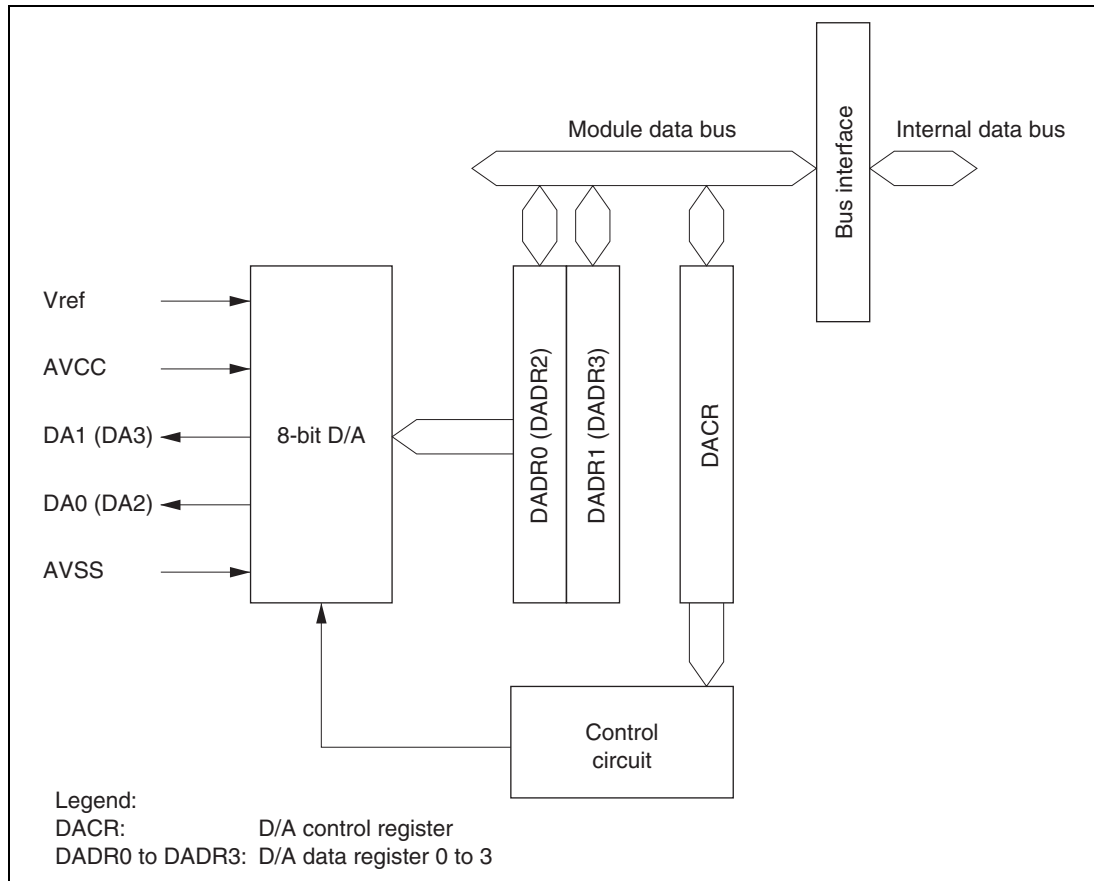 Module data bus
Internal data bus
Bus interface
Vref
AVCC
DA1 (DA3)
DA0 (DA2)
AVSS
8-bit D/A
DADR0 (DADR2)
DADR1 (DADR3)
DACR
Control
circuit
Legend:
DACR: D/A control register
DADR0 to DADR3: D/A data register 0 to 3